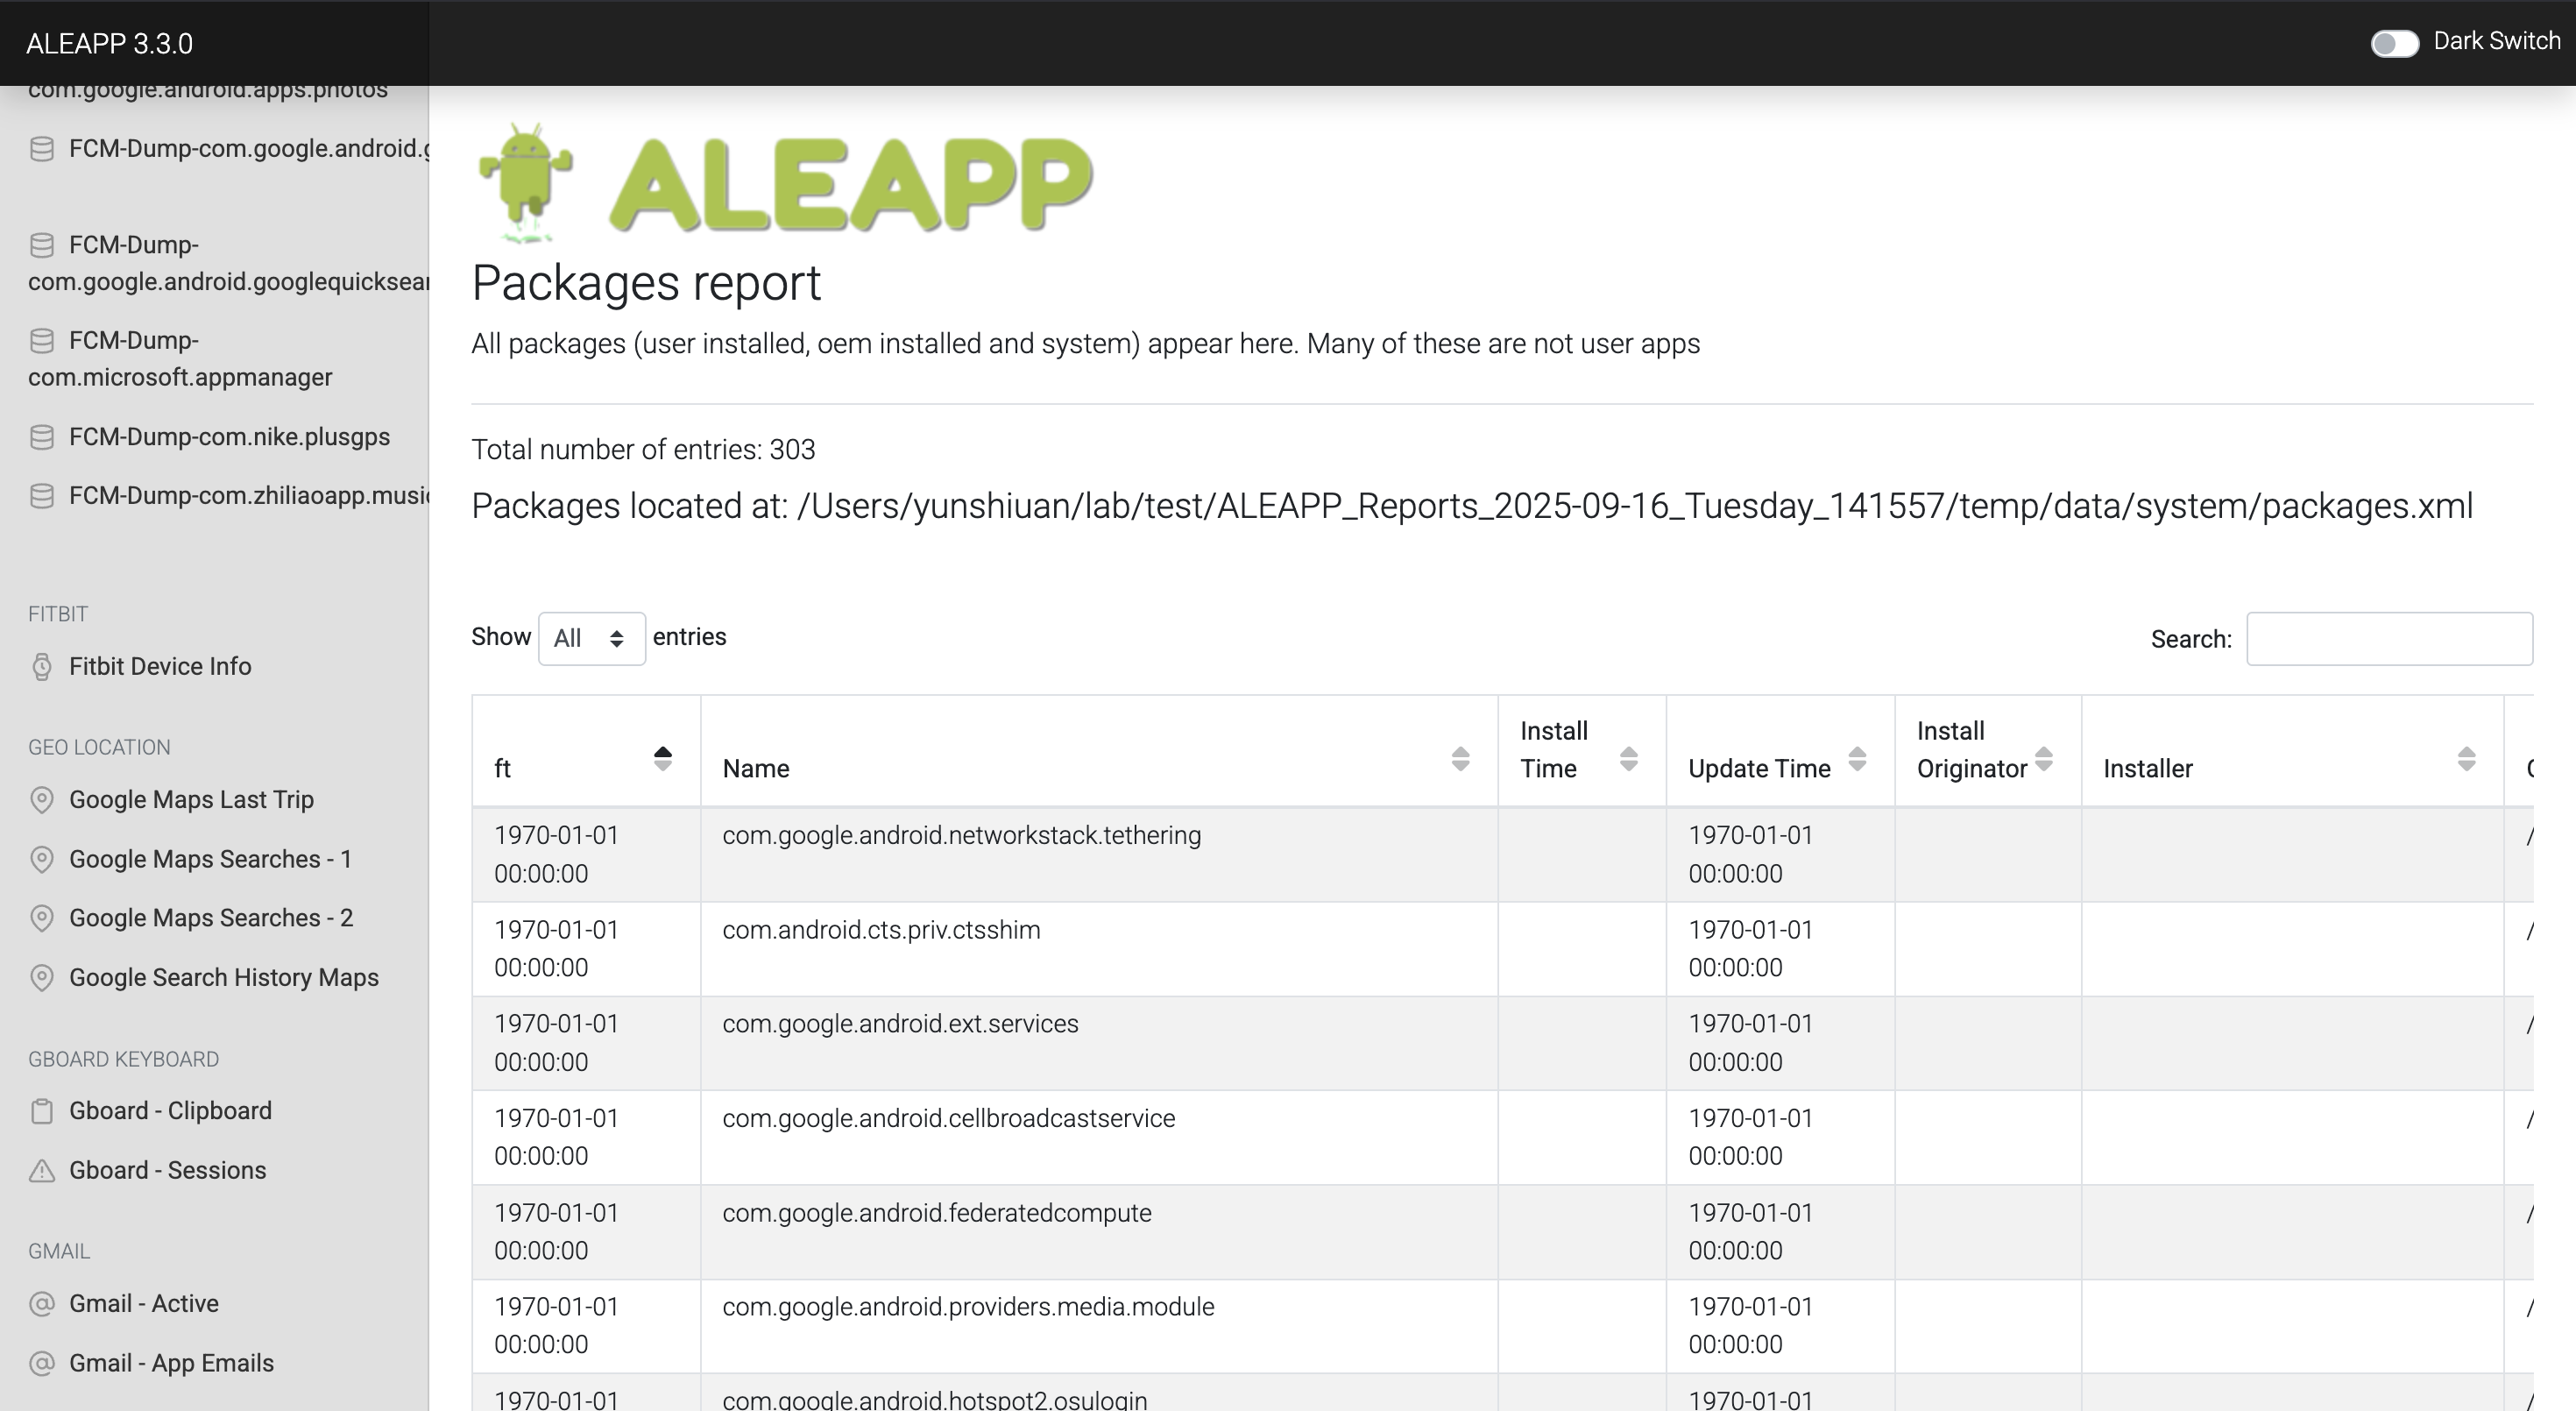 ALEAPP 3.3.0
Dark Switch
com.google.android.apps.photos
FCM-Dump-com.google.android.g
FCM-Dump-
com.google.android.googlequicksear
FCM-Dump-
com.microsoft.appmanager
FCM-Dump-com.nike.plusgps
FCM-Dump-com.zhiliaoapp.music
FITBIT
Fitbit Device Info
GEO LOCATION
Google Maps Last Trip
Google Maps Searches - 1
Google Maps Searches - 2
Google Search History Maps
GBOARD KEYBOARD
Gboard - Clipboard
Gboard - Sessions
GMAIL
Gmail - Active
Gmail - App Emails
ALEAPP
Packages report
All packages (user installed, oem installed and system) appear here. Many of these are not user apps
Total number of entries: 303
Packages located at: /Users/yunshiuan/lab/test/ALEAPP_Reports_2025-09-16_Tuesday_141557/temp/data/system/packages.xml
Show All entries
Search:
ft Name Install Time Update Time Install Originator Installer
1970-01-01 00:00:00 com.google.android.networkstack.tethering 1970-01-01 00:00:00 /
1970-01-01 00:00:00 com.android.cts.priv.ctsshim 1970-01-01 00:00:00 /
1970-01-01 00:00:00 com.google.android.ext.services 1970-01-01 00:00:00 /
1970-01-01 00:00:00 com.google.android.cellbroadcastservice 1970-01-01 00:00:00 /
1970-01-01 00:00:00 com.google.android.federatedcompute 1970-01-01 00:00:00 /
1970-01-01 00:00:00 com.google.android.providers.media.module 1970-01-01 00:00:00 /
1970-01-01 com.google.android.hotspot2.osulogin 1970-01-01